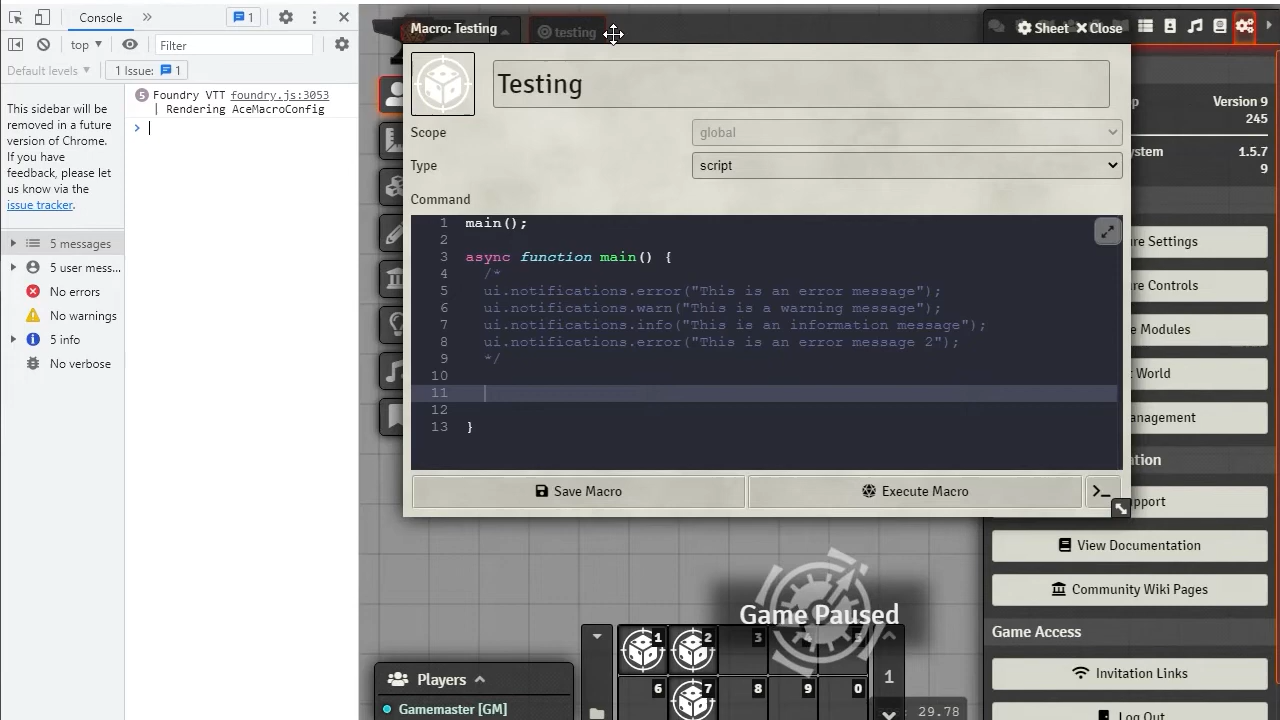 Console
1
top
Filter
Default levels
1 Issue: 1
This sidebar will be removed in a future version of Chrome. If you have feedback, please let us know via the issue tracker.
5 messages
5 user mess...
No errors
No warnings
5 info
No verbose
5 Foundry VTT foundry.js:3053
| Rendering AceMacroConfig
>
Macro: Testing
testing
Sheet
Close
Testing
Scope
global
Type
script
Command
1 main();
2
3 async function main() {
4 /*
5 ui.notifications.error("This is an error message");
6 ui.notifications.warn("This is a warning message");
7 ui.notifications.info("This is an information message");
8 ui.notifications.error("This is an error message 2");
9 */
10
11
12
13 }
Save Macro
Execute Macro
Version 9
245
ystem 1.5.7
9
re Settings
re Controls
e Modules
t World
anagement
ation
pport
View Documentation
Community Wiki Pages
Game Access
Invitation Links
Log Out
Game Paused
1 2 3 5
6 7 8 9 0
1
29.78
Players
Gamemaster [GM]